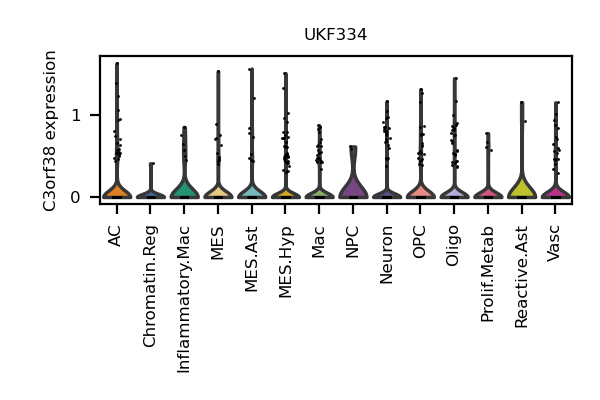 UKF334
C3orf38 expression
1
0
AC
Chromatin.Reg
Inflammatory.Mac
MES
MES.Ast
MES.Hyp
Mac
NPC
Neuron
OPC
Oligo
Prolif.Metab
Reactive.Ast
Vasc